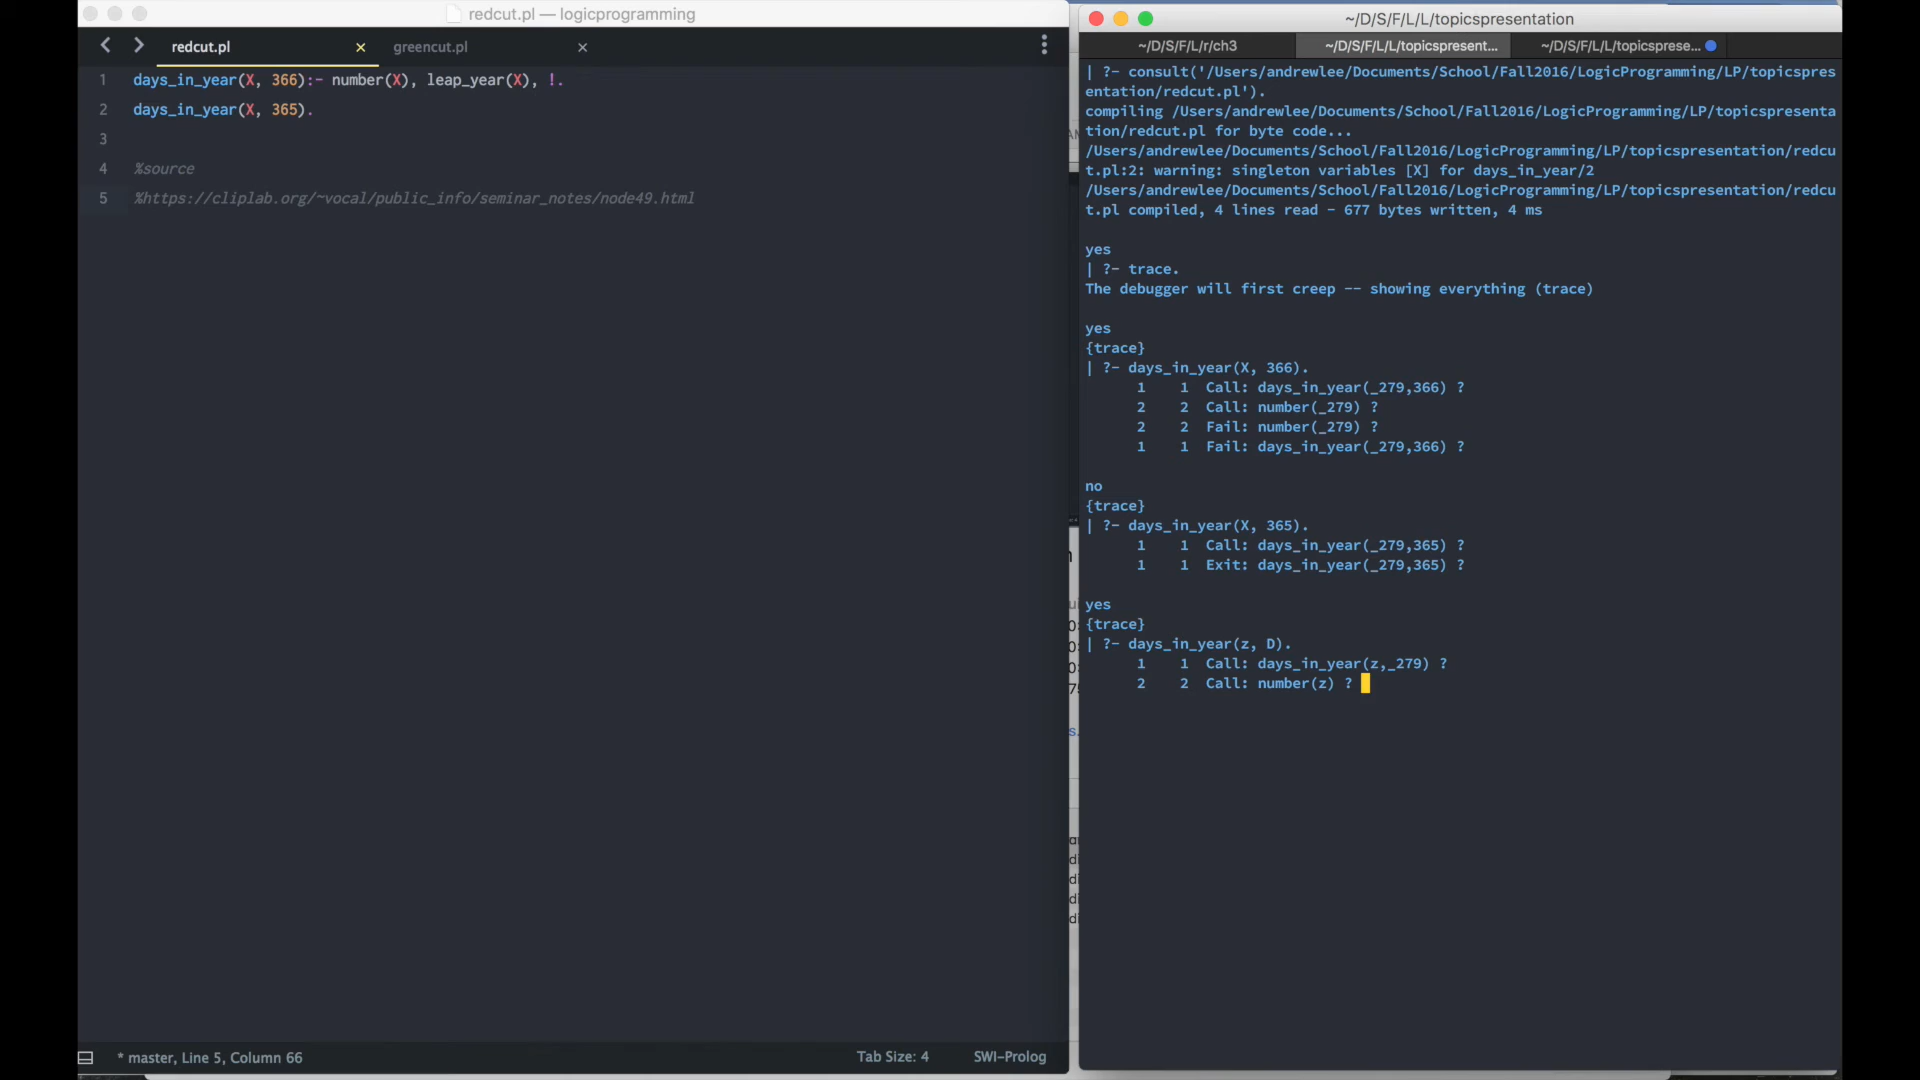 redcut.pl — logicprogramming
redcut.pl × greencut.pl ×
1 days_in_year(X, 366):- number(X), leap_year(X), !.
2 days_in_year(X, 365).
3
4 %source
5 %https://cliplab.org/~vocal/public_info/seminar_notes/node49.html
* master, Line 5, Column 66
Tab Size: 4 SWI-Prolog
~/D/S/F/L/L/topicspresentation
~/D/S/F/L/r/ch3 ~/D/S/F/L/L/topicspresent... ~/D/S/F/L/L/topicsprese...
| ?- consult('/Users/andrewlee/Documents/School/Fall2016/LogicProgramming/LP/topicspres
entation/redcut.pl').
compiling /Users/andrewlee/Documents/School/Fall2016/LogicProgramming/LP/topicspresenta
tion/redcut.pl for byte code...
/Users/andrewlee/Documents/School/Fall2016/LogicProgramming/LP/topicspresentation/redcu
t.pl:2: warning: singleton variables [X] for days_in_year/2
/Users/andrewlee/Documents/School/Fall2016/LogicProgramming/LP/topicspresentation/redcu
t.pl compiled, 4 lines read - 677 bytes written, 4 ms
yes
| ?- trace.
The debugger will first creep -- showing everything (trace)
yes
{trace}
| ?- days_in_year(X, 366).
1 1 Call: days_in_year(_279,366) ?
2 2 Call: number(_279) ?
2 2 Fail: number(_279) ?
1 1 Fail: days_in_year(_279,366) ?
no
{trace}
| ?- days_in_year(X, 365).
1 1 Call: days_in_year(_279,365) ?
1 1 Exit: days_in_year(_279,365) ?
yes
{trace}
| ?- days_in_year(z, D).
1 1 Call: days_in_year(z,_279) ?
2 2 Call: number(z) ?